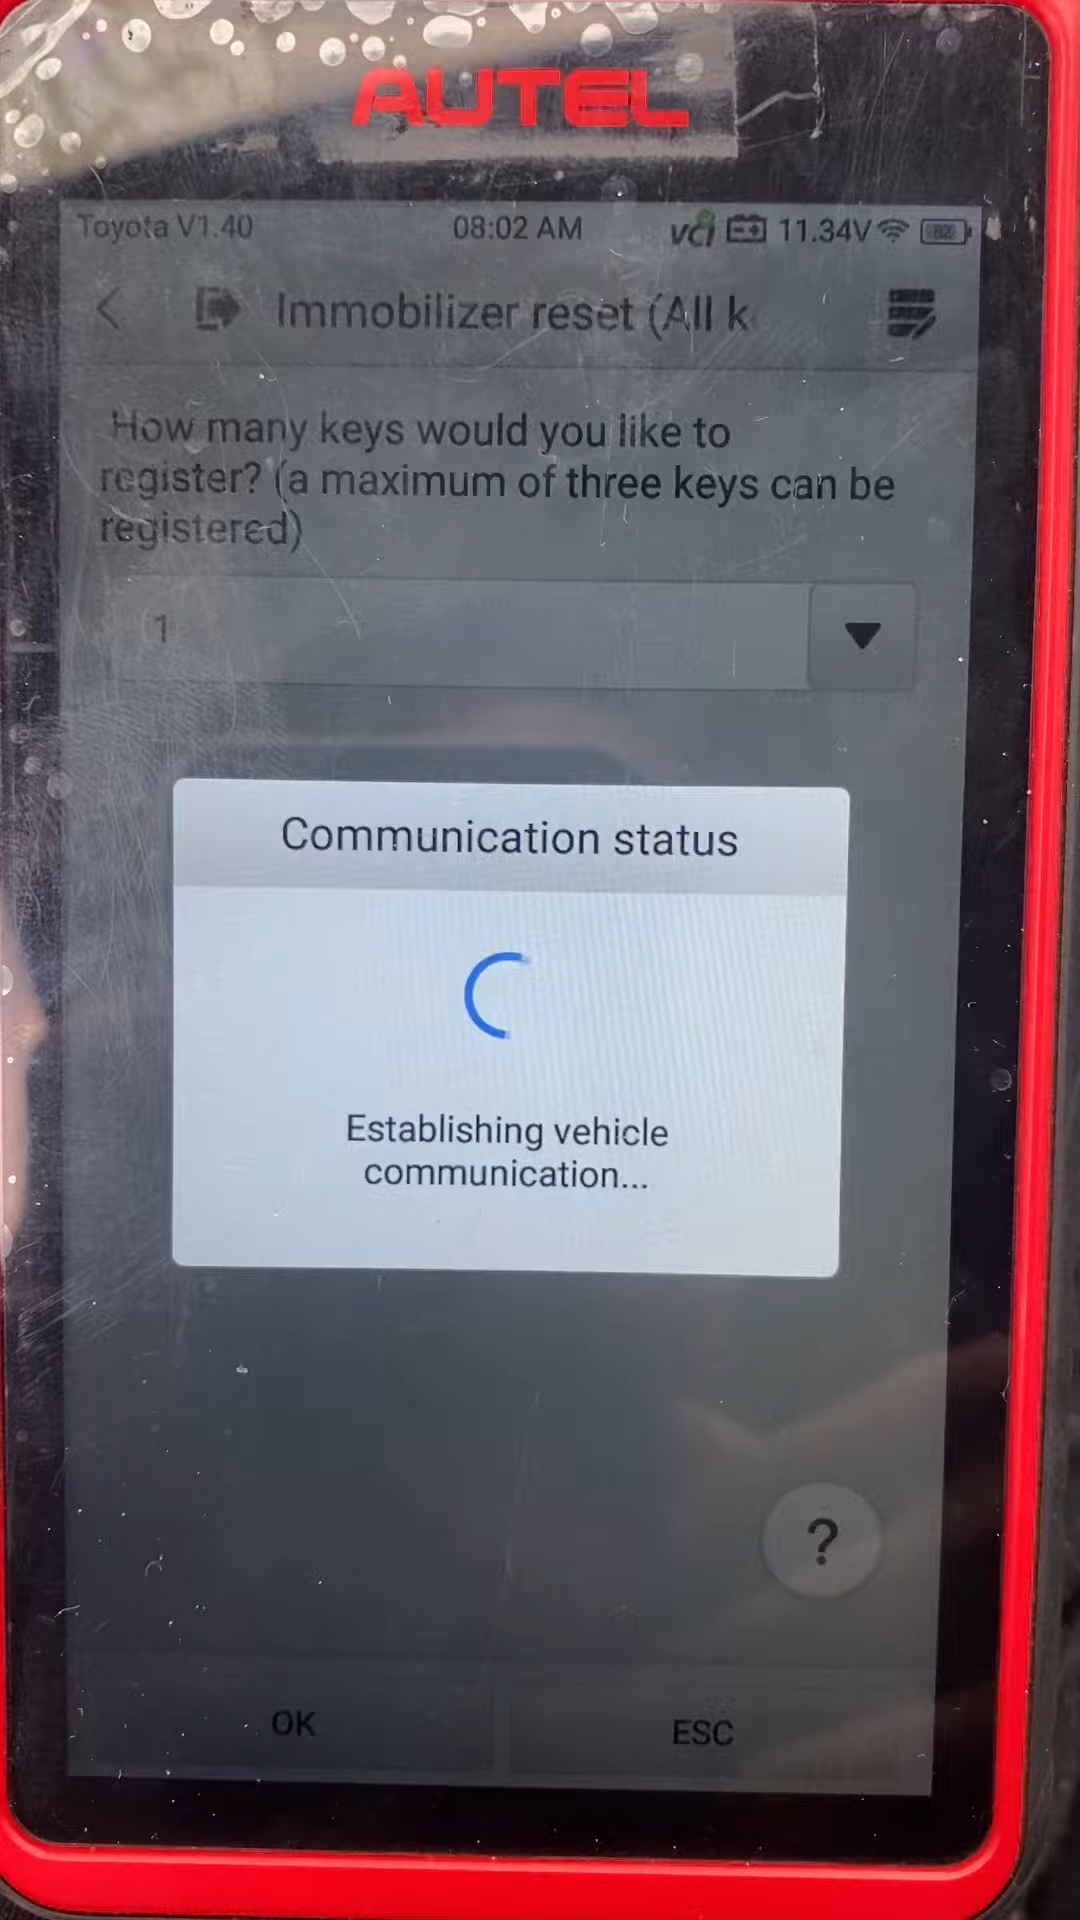 AUTEL
Toyota V1.40 08:02 AM VCI 11.34V 82
Immobilizer reset (All k
How many keys would you like to
register? (a maximum of three keys can be
registered)
1
Communication status
Establishing vehicle
communication...
?
OK ESC